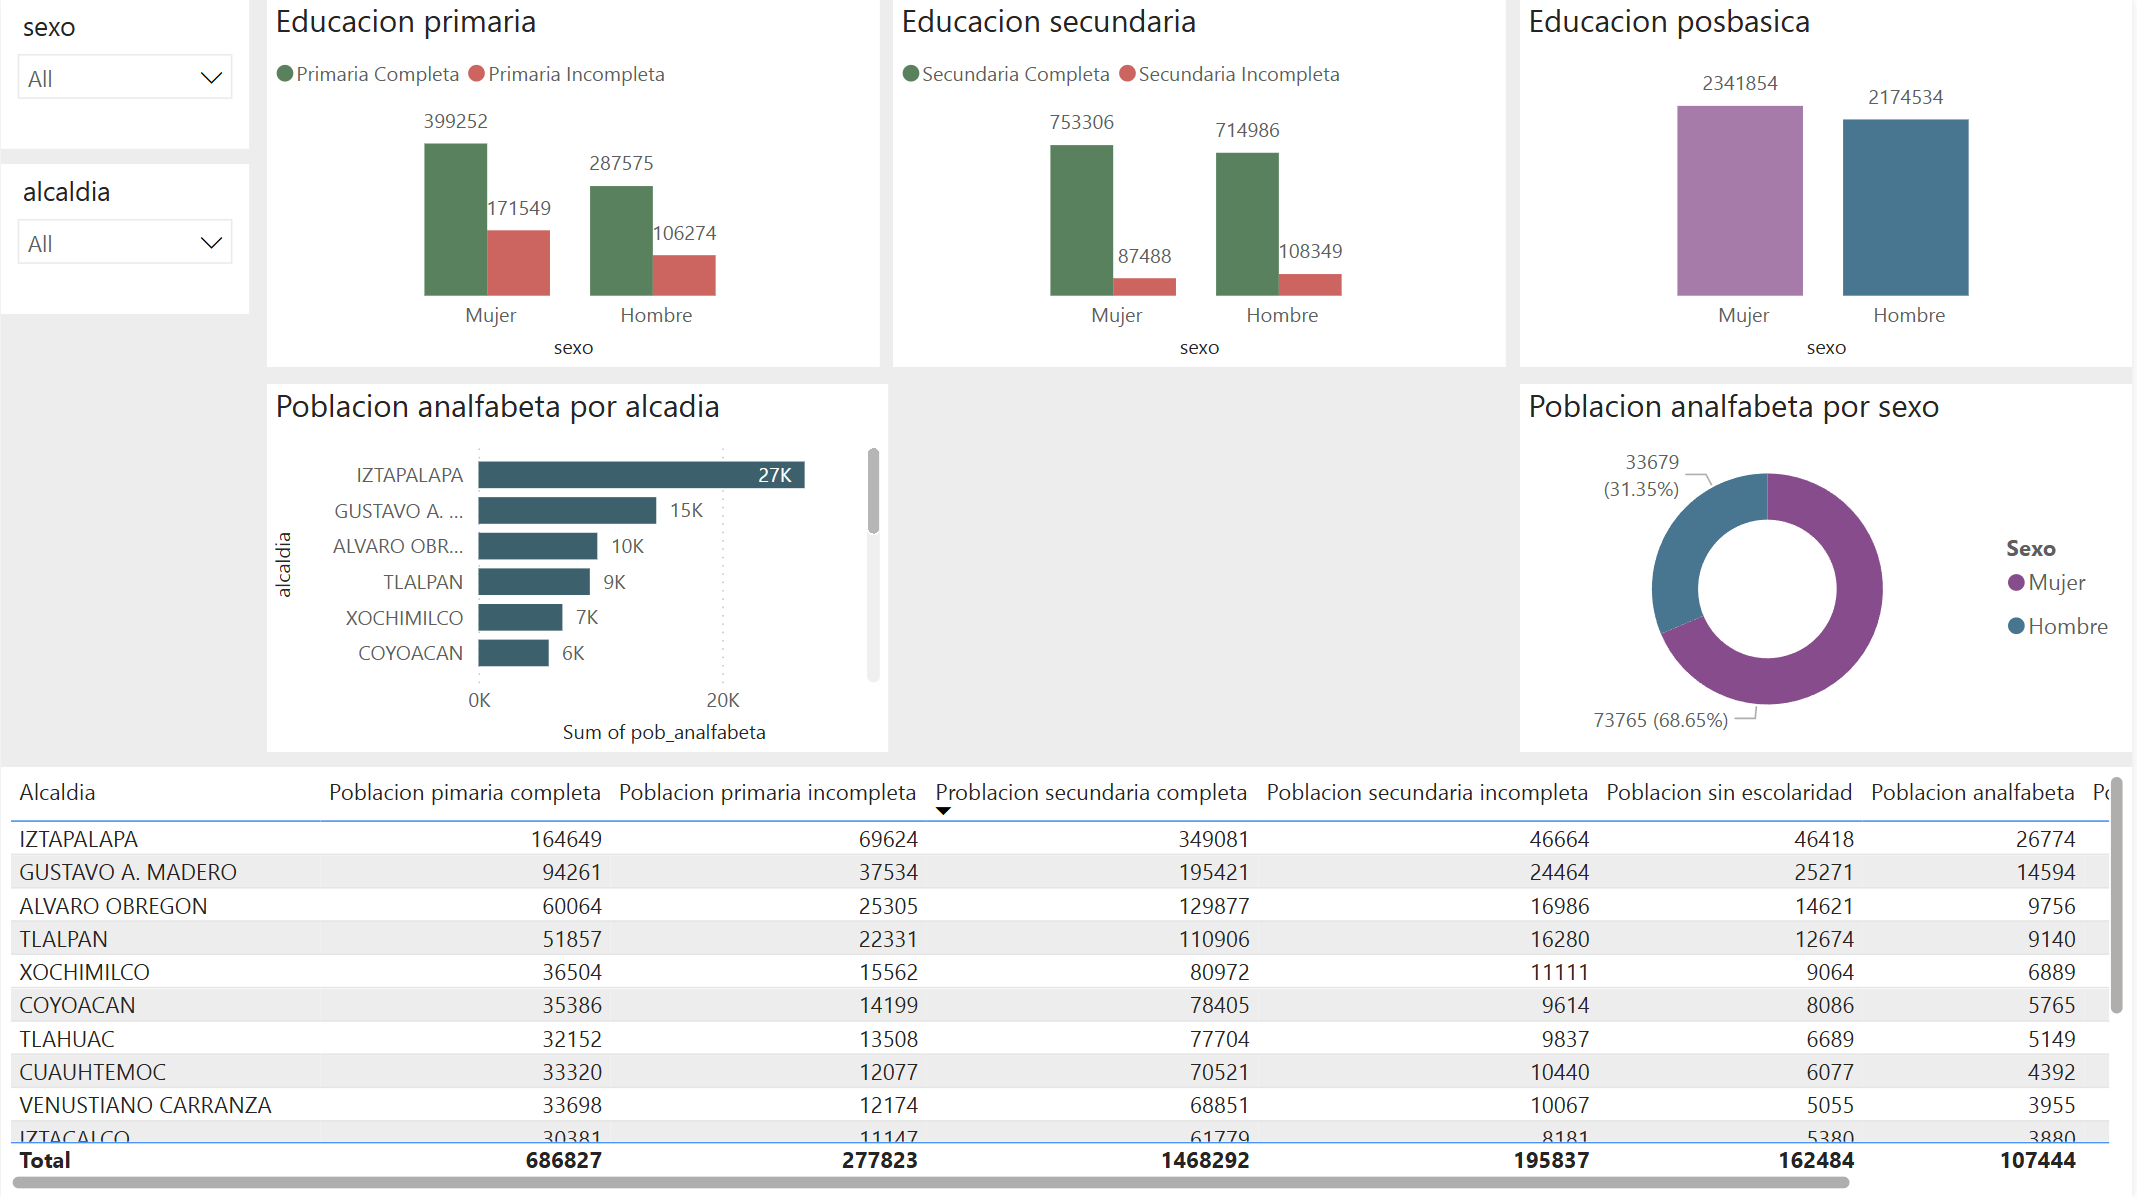 sexo
All
alcaldia
All
Educacion primaria
Primaria Completa Primaria Incompleta
399252
287575
171549
106274
Mujer Hombre
sexo
Educacion secundaria
Secundaria Completa Secundaria Incompleta
753306
714986
87488
108349
Mujer Hombre
sexo
Educacion posbasica
2341854
2174534
Mujer Hombre
sexo
Poblacion analfabeta por alcadia
alcaldia
IZTAPALAPA 27K
GUSTAVO A. ... 15K
ALVARO OBR... 10K
TLALPAN 9K
XOCHIMILCO 7K
COYOACAN 6K
0K 20K
Sum of pob_analfabeta
Poblacion analfabeta por sexo
33679
(31.35%)
73765 (68.65%)
Sexo
Mujer
Hombre
Alcaldia Poblacion pimaria completa Poblacion primaria incompleta Problacion secundaria completa Poblacion secundaria incompleta Poblacion sin escolaridad Poblacion analfabeta
IZTAPALAPA 164649 69624 349081 46664 46418 26774
GUSTAVO A. MADERO 94261 37534 195421 24464 25271 14594
ALVARO OBREGON 60064 25305 129877 16986 14621 9756
TLALPAN 51857 22331 110906 16280 12674 9140
XOCHIMILCO 36504 15562 80972 11111 9064 6889
COYOACAN 35386 14199 78405 9614 8086 5765
TLAHUAC 32152 13508 77704 9837 6689 5149
CUAUHTEMOC 33320 12077 70521 10440 6077 4392
VENUSTIANO CARRANZA 33698 12174 68851 10067 5055 3955
IZTACALCO 30381 11147 61779 8181 5380 3880
Total 686827 277823 1468292 195837 162484 107444